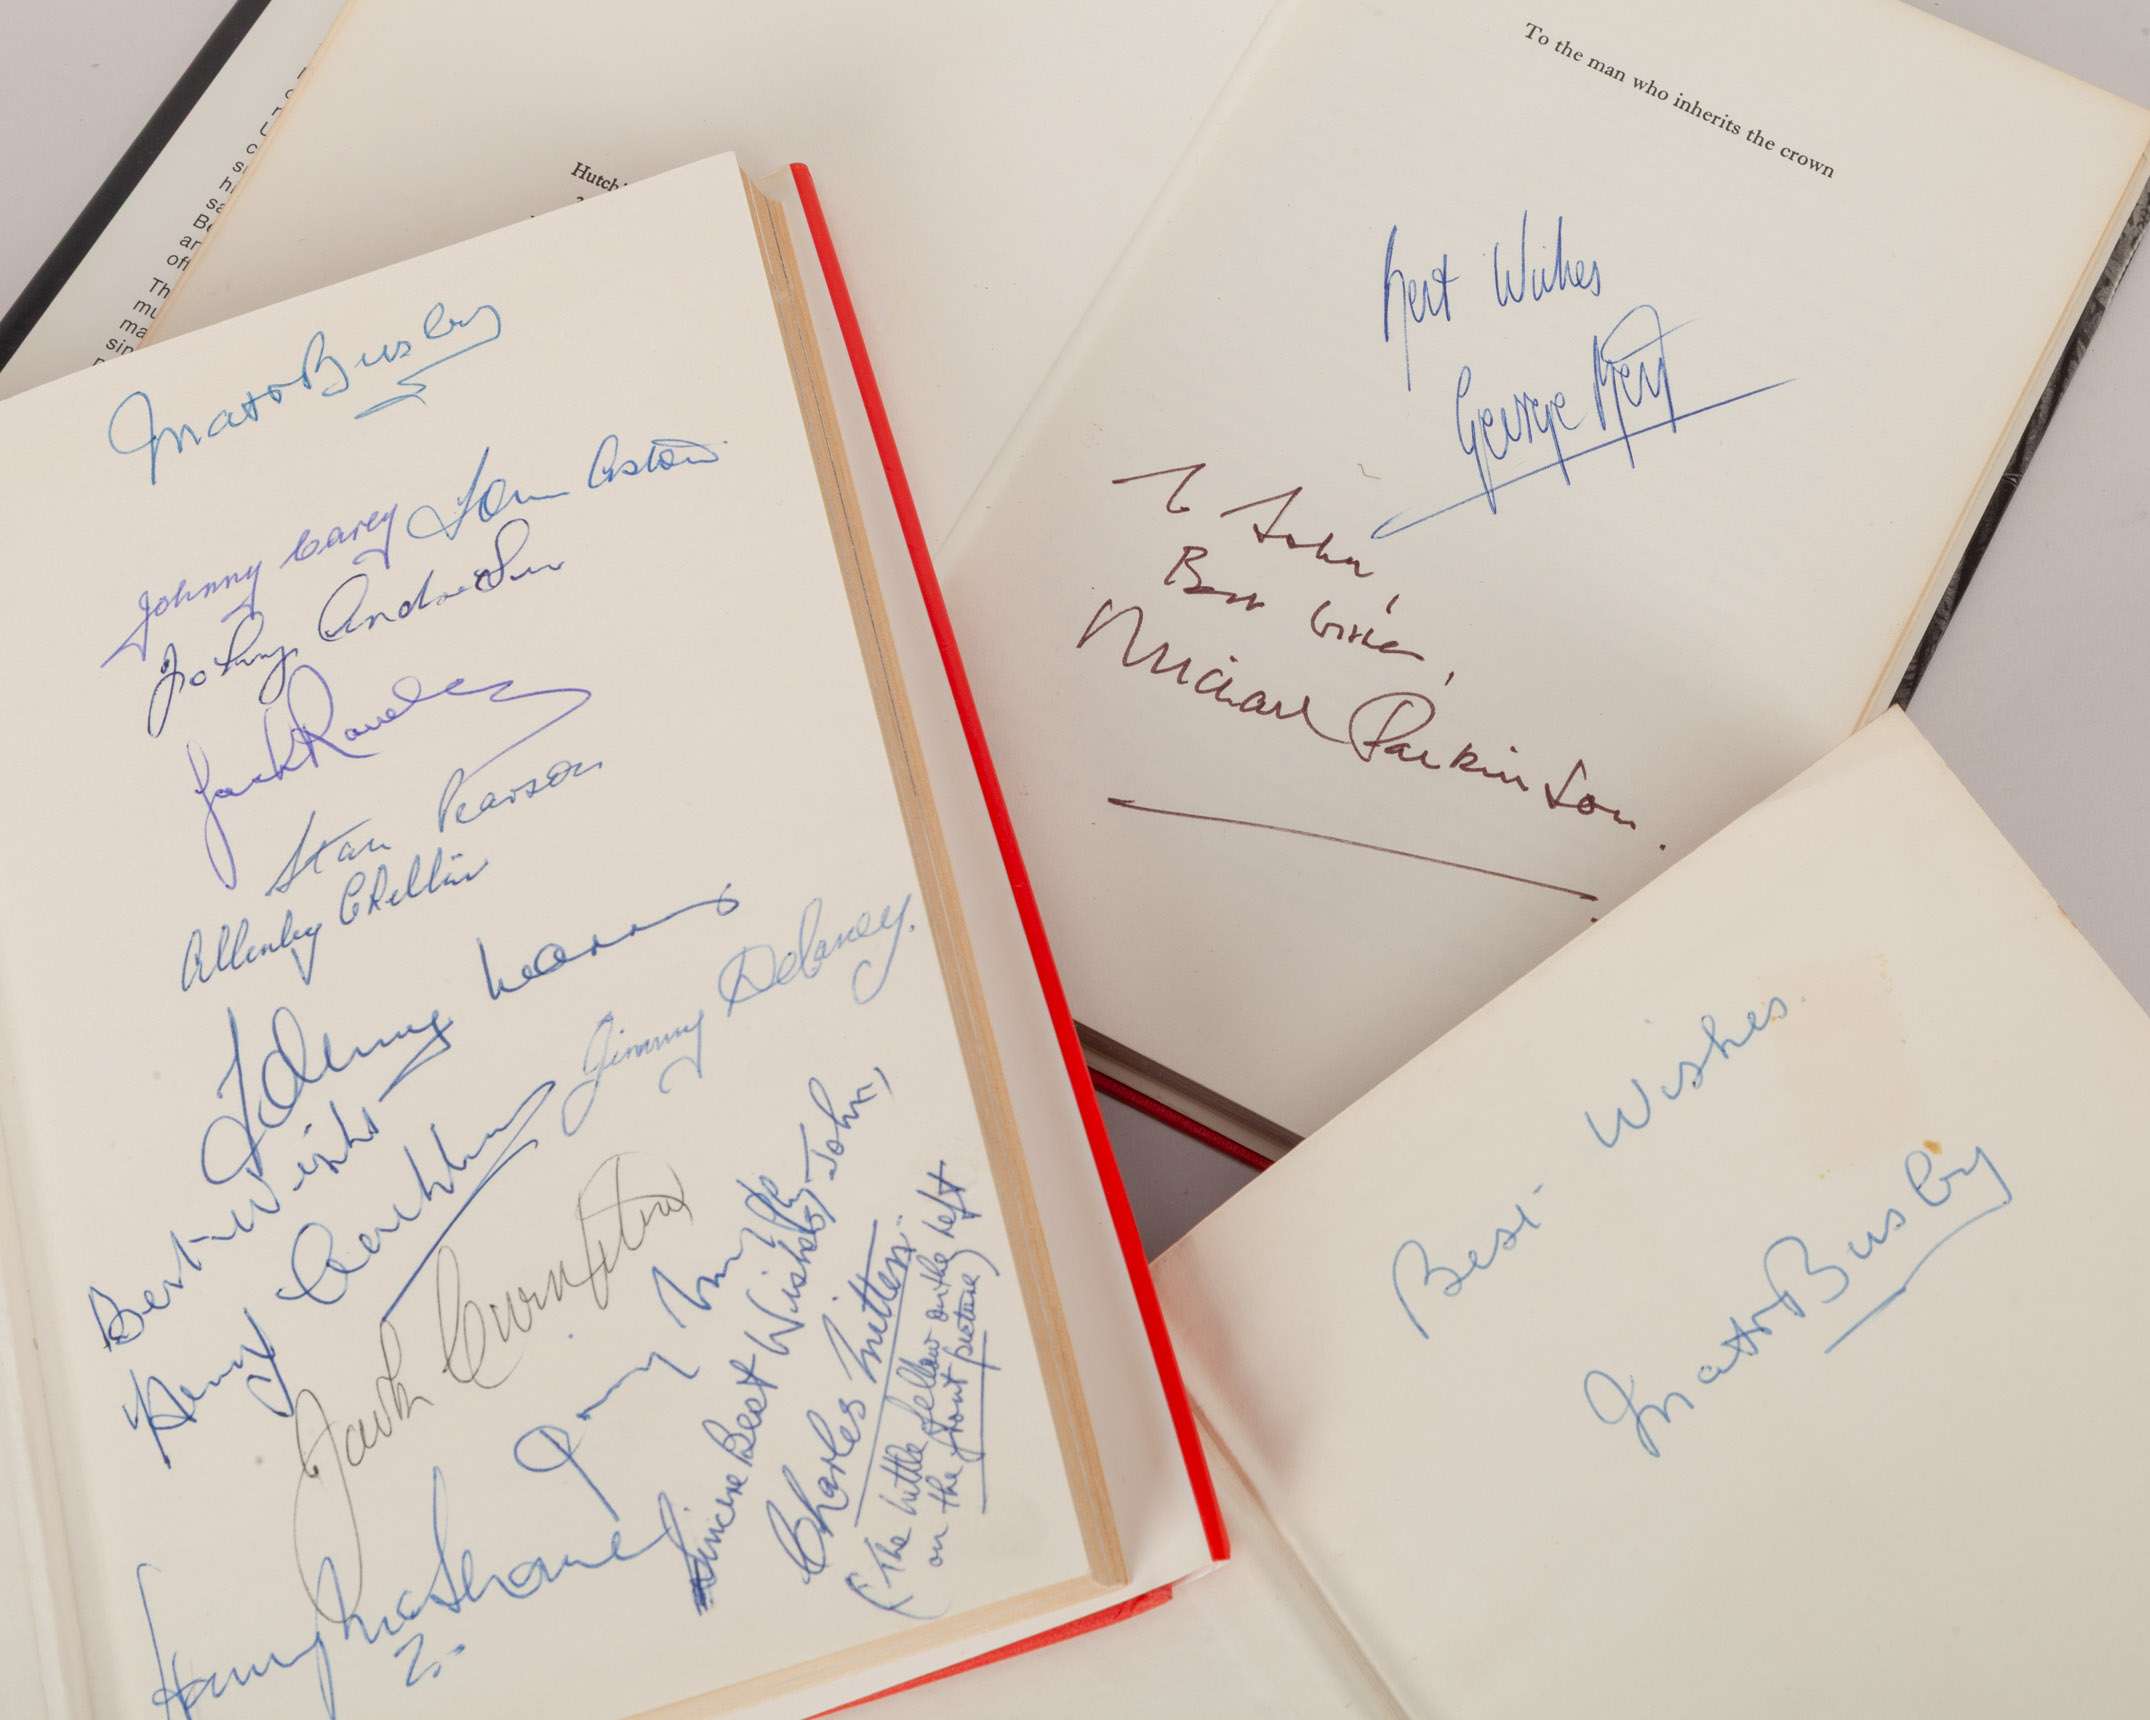 Matt Busby
Johnny Carey John Aston
Johnny Anderson
Jack Rowley
Stan Pearson
Allenby Chilton
Johnny Morris
Jimmy Delaney.
Best Wishes
Henry Cockburn
Jack Crompton
Harry McShane
Sincere Best Wishes, John,
Charles Mitten.
(The little fellow on the left
on the front picture)
Hutchi
To the man who inherits the crown
Best Wishes
George Best
To John,
Best Wishes,
Michael Parkinson.
Best Wishes
Matt Busby